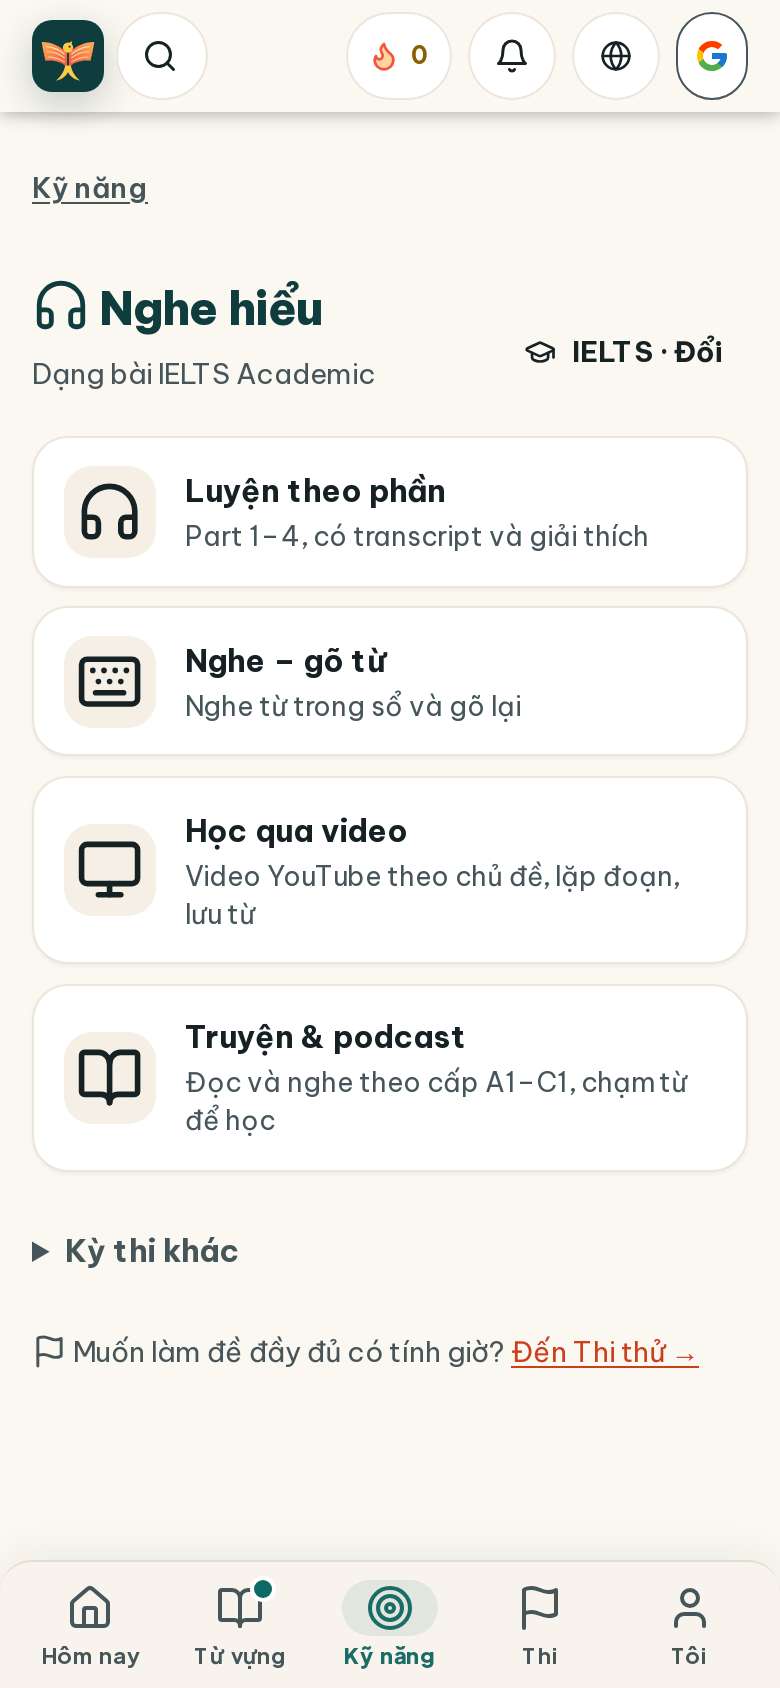 0
Kỹ năng
Nghe hiểu
Dạng bài IELTS Academic
IELTS · Đổi
Luyện theo phần
Part 1–4, có transcript và giải thích
Nghe – gõ từ
Nghe từ trong sổ và gõ lại
Học qua video
Video YouTube theo chủ đề, lặp đoạn,
lưu từ
Truyện & podcast
Đọc và nghe theo cấp A1–C1, chạm từ
để học
Kỳ thi khác
Muốn làm đề đầy đủ có tính giờ? Đến Thi thử →
Hôm nay
Từ vựng
Kỹ năng
Thi
Tôi